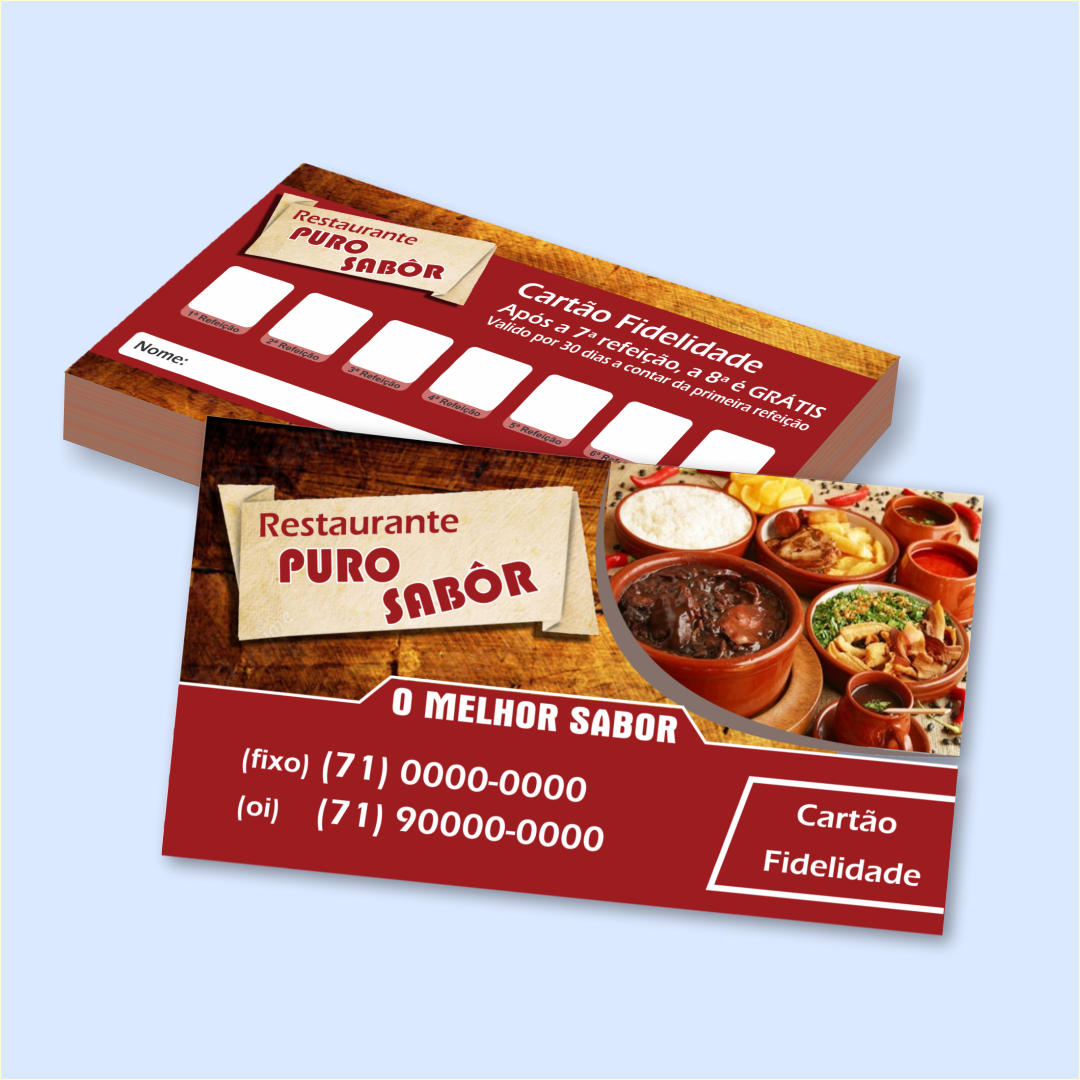 Restaurante
PURO
SABÔR
Cartão Fidelidade
Após a 7ª refeição, a 8ª é GRÁTIS
Valido por 30 dias a contar da primeira refeição
1ª Refeição
2ª Refeição
3ª Refeição
4ª Refeição
5ª Refeição
6ª
Nome:
Restaurante
PURO
SABÔR
O MELHOR SABOR
(fixo) (71) 0000-0000
(oi) (71) 90000-0000
Cartão
Fidelidade